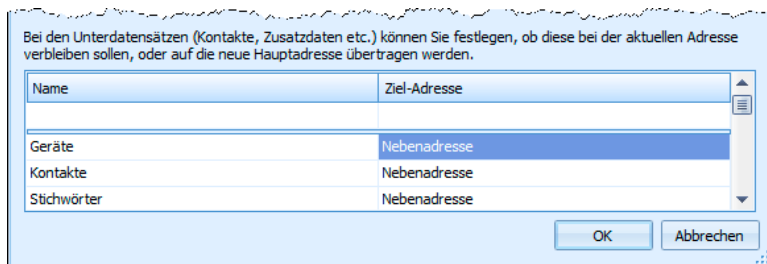 Bei den Unterdatensätzen (Kontakte, Zusatzdaten etc.) können Sie festlegen, ob diese bei der aktuellen Adresse
verbleiben sollen, oder auf die neue Hauptadresse übertragen werden.
Name Ziel-Adresse
Geräte Nebenadresse
Kontakte Nebenadresse
Stichwörter Nebenadresse
OK Abbrechen